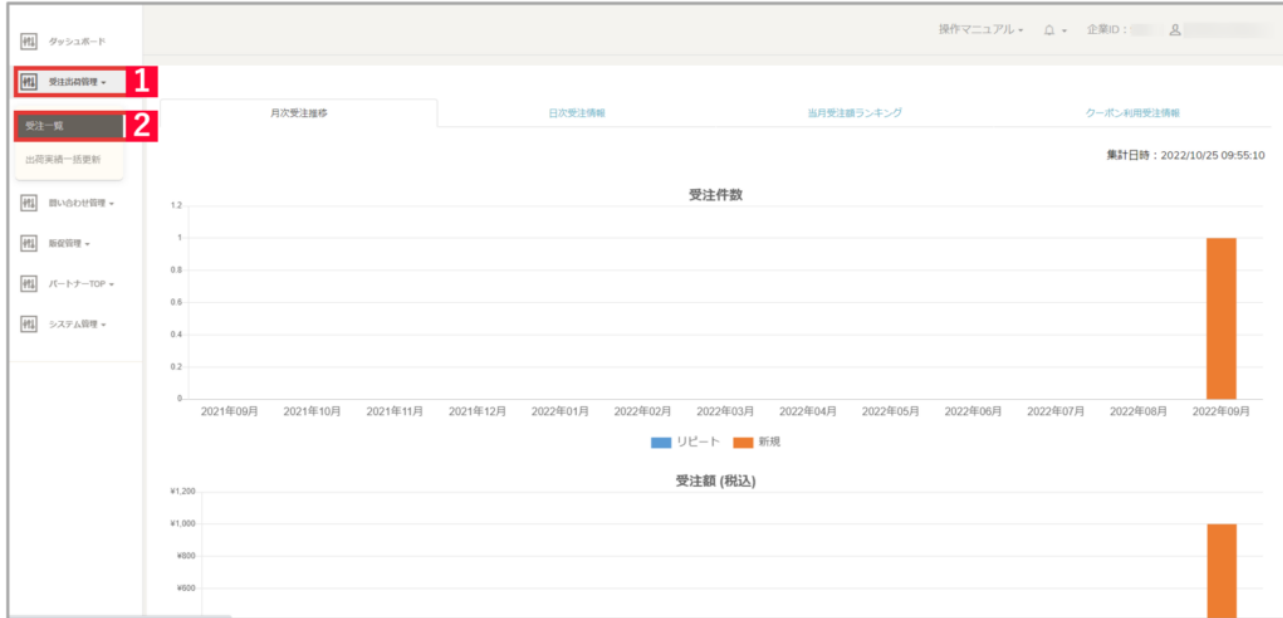 操作マニュアル
企業ID：
ダッシュボード
受注出荷管理
1
受注一覧
2
出荷実績一括更新
問い合わせ管理
販促管理
パートナーTOP
システム管理
月次受注推移
日次受注情報
当月受注額ランキング
クーポン利用受注情報
集計日時：2022/10/25 09:55:10
受注件数
1.2
1
0.8
0.6
0.4
0.2
0
2021年09月 2021年10月 2021年11月 2021年12月 2022年01月 2022年02月 2022年03月 2022年04月 2022年05月 2022年06月 2022年07月 2022年08月 2022年09月
リピート 新規
受注額 (税込)
¥1,200
¥1,000
¥800
¥600